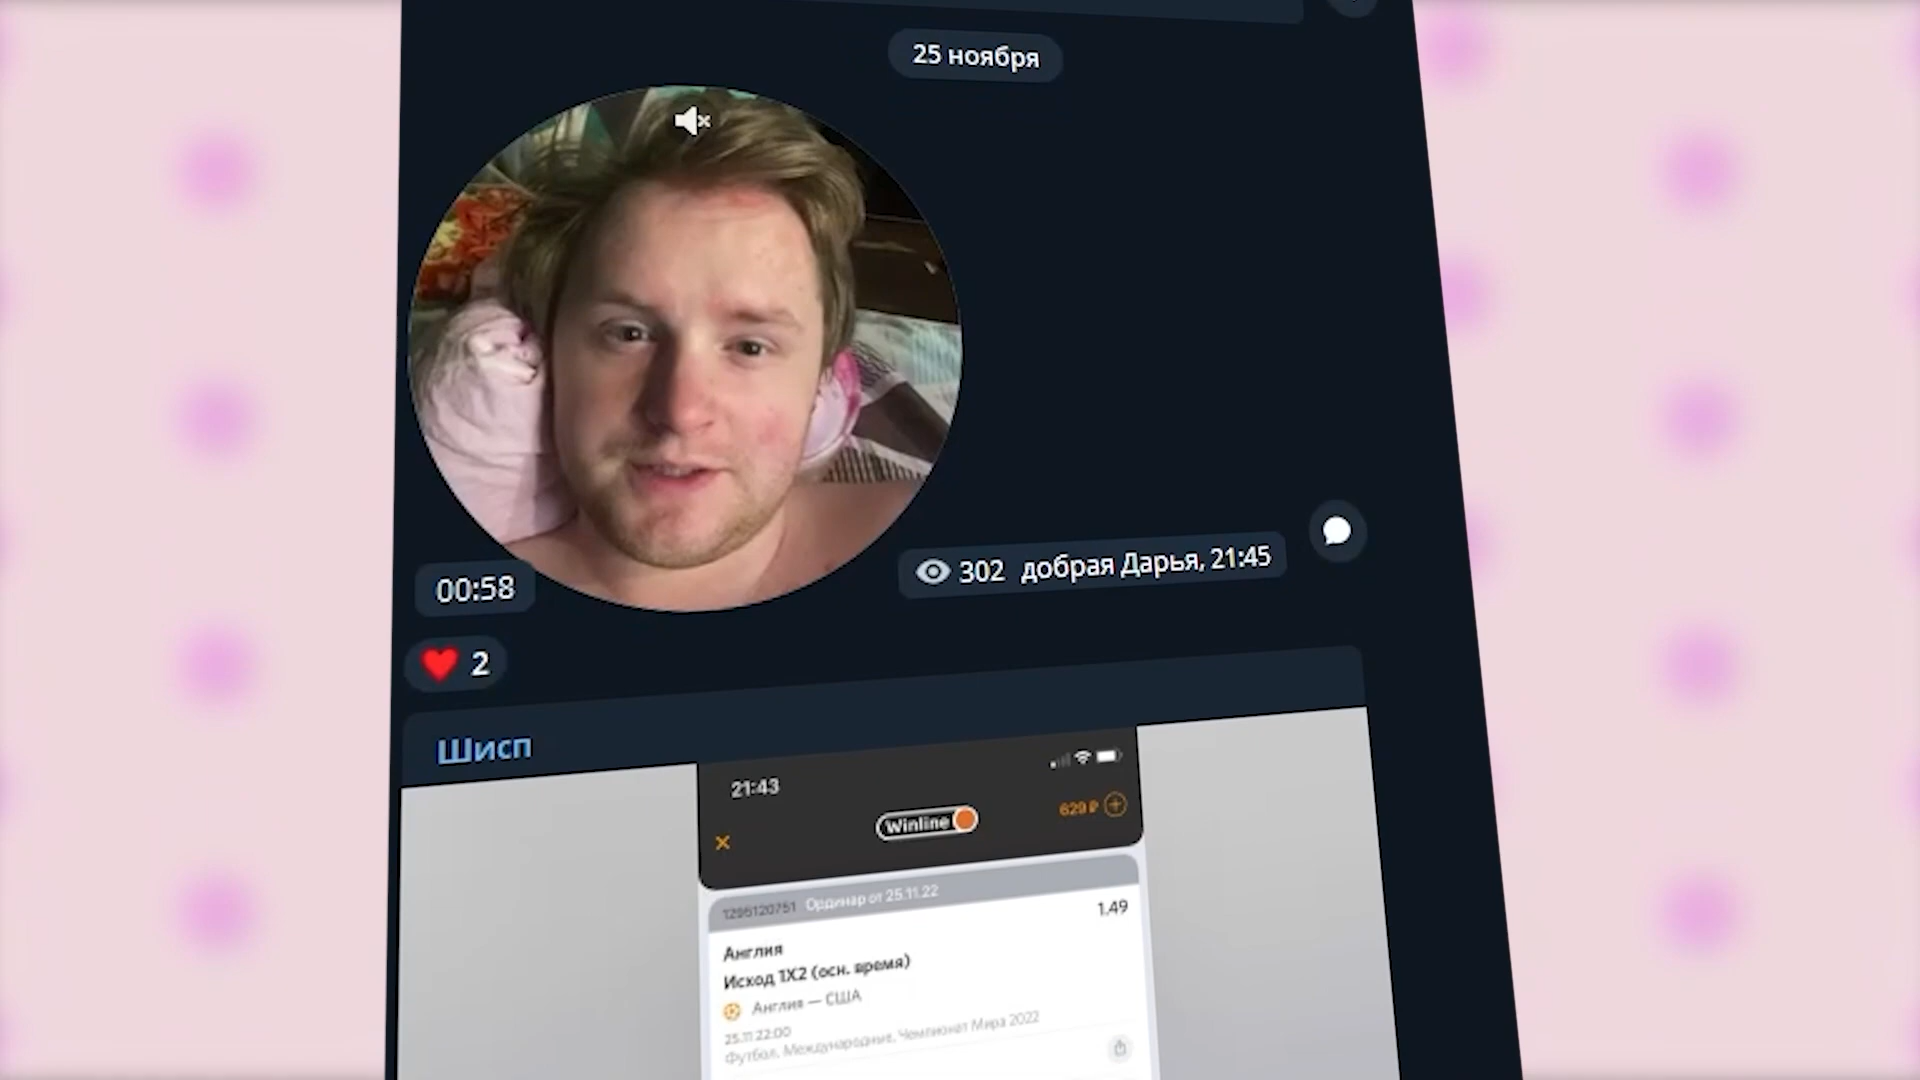 25 ноября
00:58
302 добрая Дарья, 21:45
2
Шисп
21:43
Winline
629 ₽
1295120751 Ординар от 25.11.22
1.49
Англия
Исход 1X2 (осн. время)
Англия — США
25.11 22:00
Футбол. Международные. Чемпионат Мира 2022